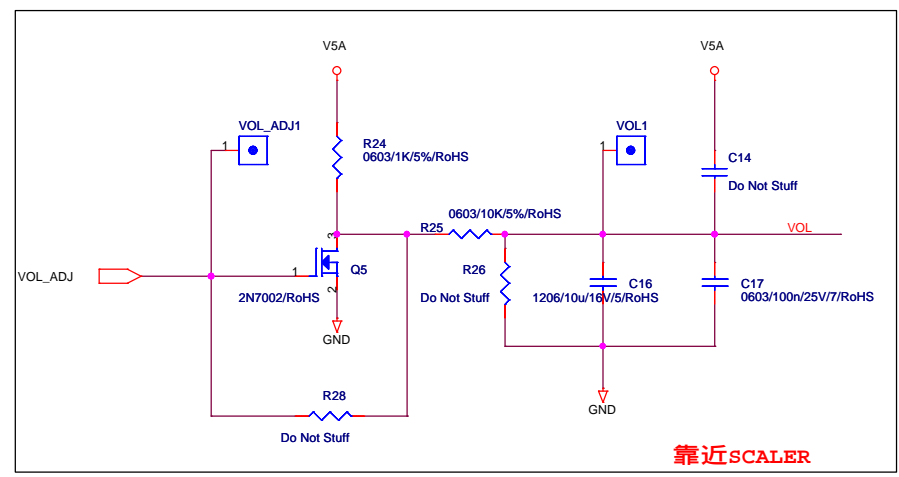 V5A
V5A
VOL_ADJ1
VOL1
1
1
R24
0603/1K/5%/RoHS
C14
Do Not Stuff
0603/10K/5%/RoHS
R25
VOL
3
VOL_ADJ
1
Q5
2
2N7002/RoHS
R26
Do Not Stuff
C16
1206/10u/16V/5/RoHS
C17
0603/100n/25V/7/RoHS
GND
R28
Do Not Stuff
GND
靠近SCALER